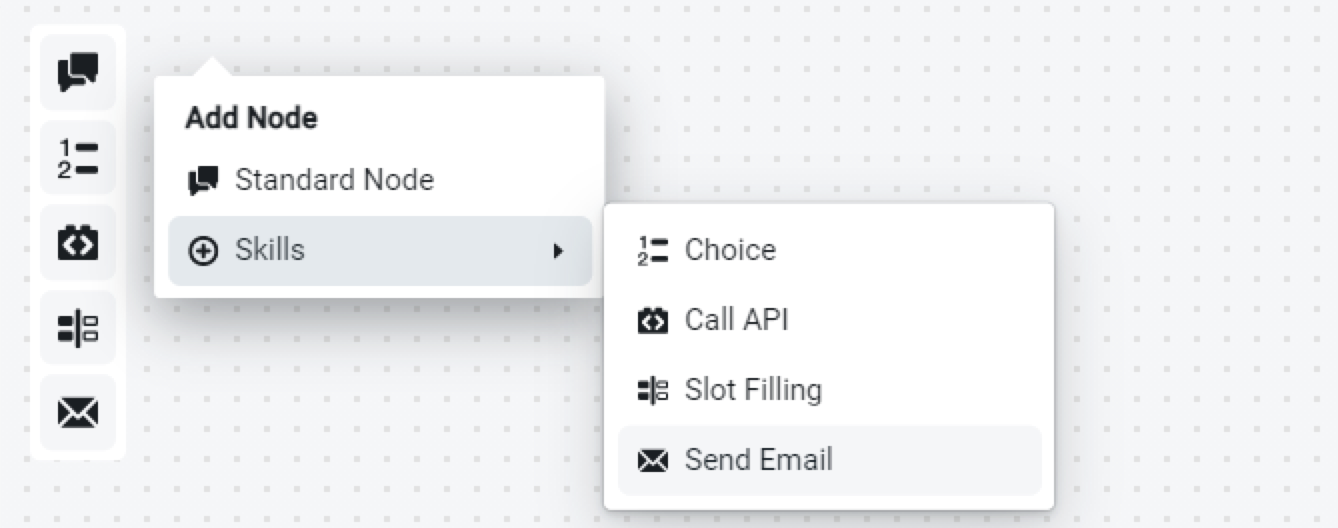 Add Node
Standard Node
Skills
Choice
Call API
Slot Filling
Send Email